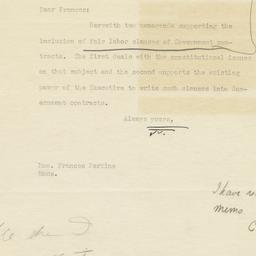 Dear Frances:
Herewith two memoranda supporting the
inclusion of fair labor clauses of Government con-
tracts. The first deals with the constitutional issues
on that subject and the second supports the existing
power of the Executive to write such clauses into Gov-
ernment contracts.
Always yours,
Hon. Frances Perkins
Encs.
I have
memo
C